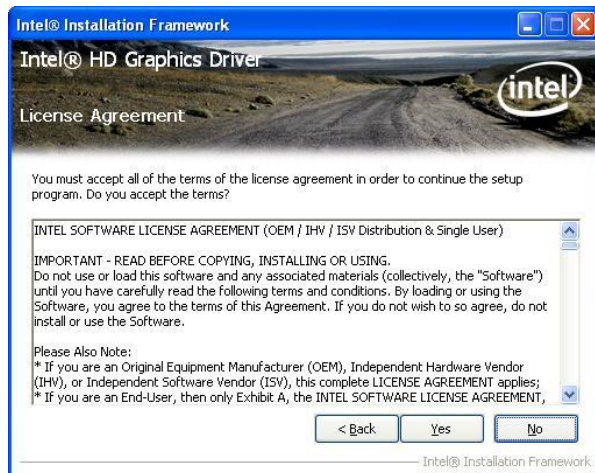 Intel® Installation Framework
Intel® HD Graphics Driver
intel
License Agreement
You must accept all of the terms of the license agreement in order to continue the setup
program. Do you accept the terms?
INTEL SOFTWARE LICENSE AGREEMENT (OEM / IHV / ISV Distribution & Single User)
IMPORTANT - READ BEFORE COPYING, INSTALLING OR USING.
Do not use or load this software and any associated materials (collectively, the "Software")
until you have carefully read the following terms and conditions. By loading or using the
Software, you agree to the terms of this Agreement. If you do not wish to so agree, do not
install or use the Software.
Please Also Note:
* If you are an Original Equipment Manufacturer (OEM), Independent Hardware Vendor
(IHV), or Independent Software Vendor (ISV), this complete LICENSE AGREEMENT applies;
* If you are an End-User, then only Exhibit A, the INTEL SOFTWARE LICENSE AGREEMENT,
< Back Yes No
Intel® Installation Framework